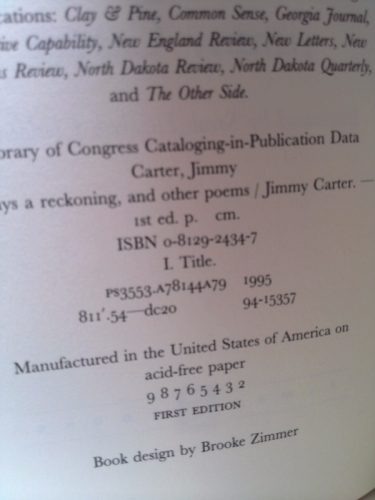 ations: Clay & Pine, Common Sense, Georgia Journal,
ive Capability, New England Review, New Letters, New
s Review, North Dakota Review, North Dakota Quarterly,
and The Other Side.
brary of Congress Cataloging-in-Publication Data
Carter, Jimmy
ys a reckoning, and other poems / Jimmy Carter. —
1st ed. p. cm.
ISBN 0-8129-2434-7
I. Title.
PS3553.A78144A79 1995
811'.54—dc20 94-15357
Manufactured in the United States of America on
acid-free paper
9 8 7 6 5 4 3 2
FIRST EDITION
Book design by Brooke Zimmer